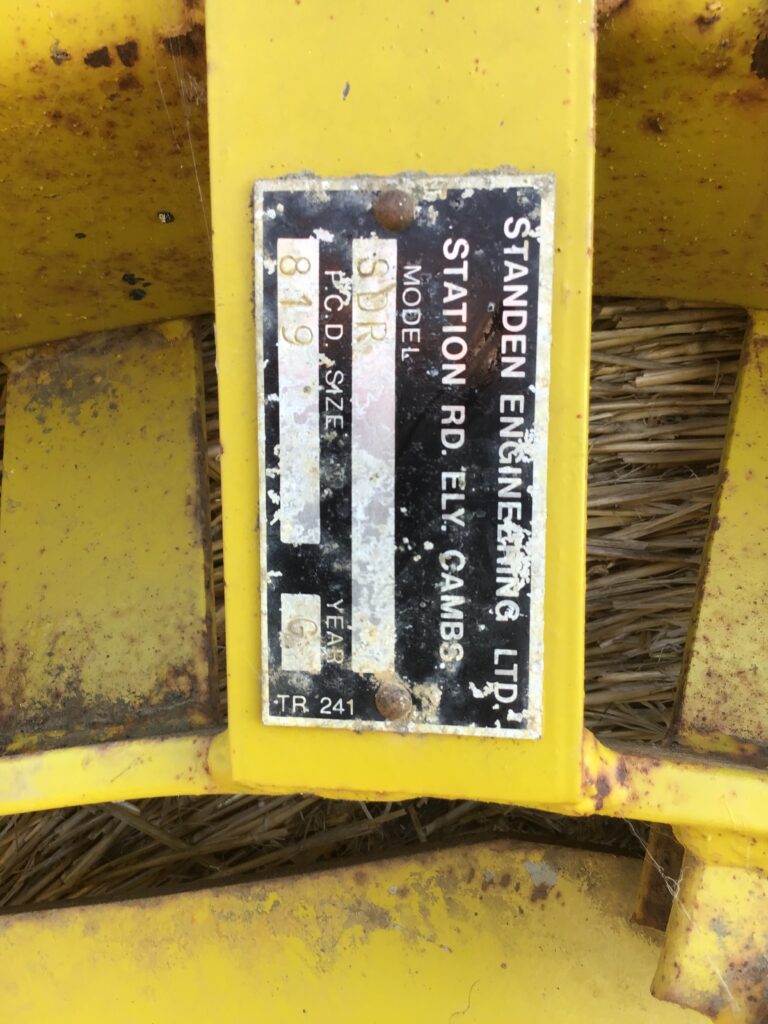 STANDEN ENGINEERING LTD.
STATION RD. ELY. CAMBS.
MODEL
SDR
P.C.D. SIZE YEAR
819 G
TR 241